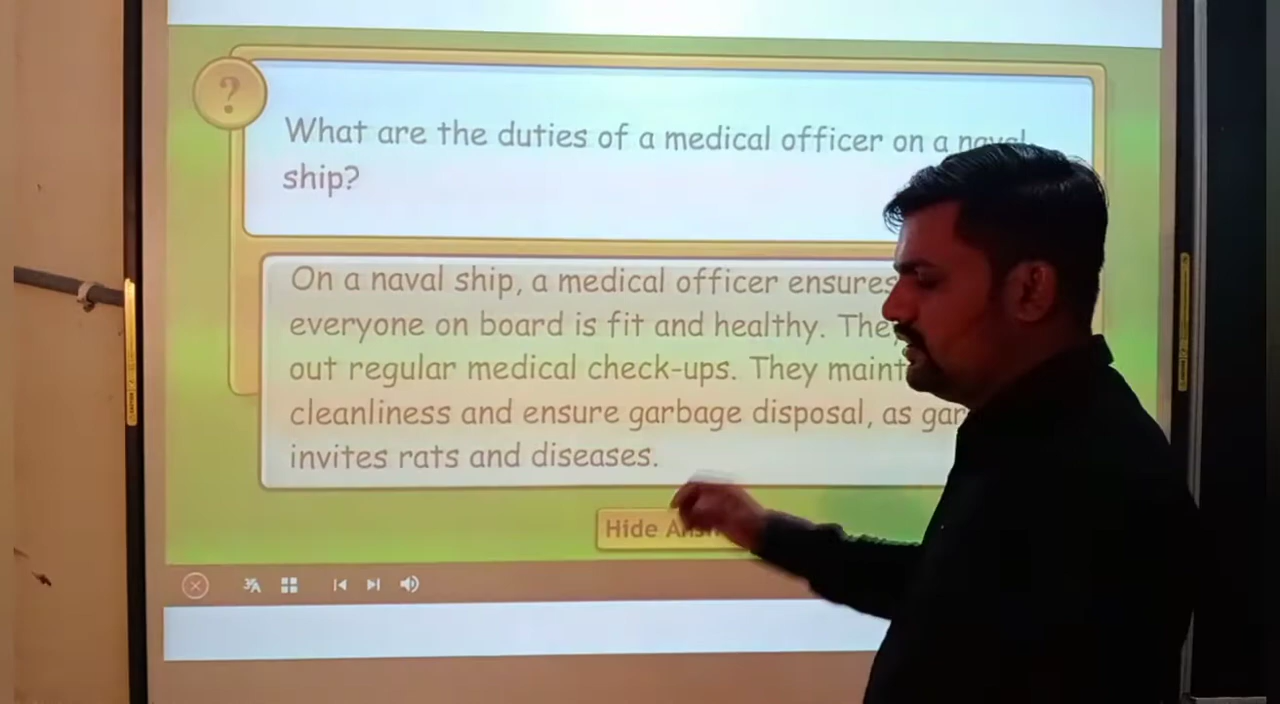 ?
What are the duties of a medical officer on a naval
ship?
On a naval ship, a medical officer ensures
everyone on board is fit and healthy. They
out regular medical check-ups. They
cleanliness and ensure garbage disposal, as
invites rats and diseases.
Hide